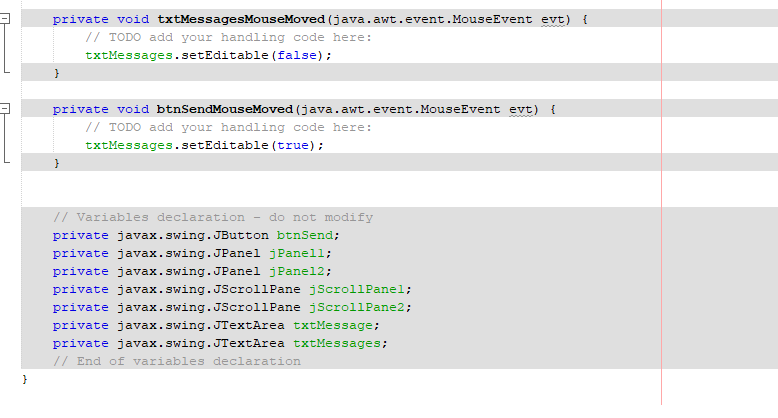 private void txtMessagesMouseMoved(java.awt.event.MouseEvent evt) {
// TODO add your handling code here:
txtMessages.setEditable(false);
}
private void btnSendMouseMoved(java.awt.event.MouseEvent evt) {
// TODO add your handling code here:
txtMessages.setEditable(true);
}
// Variables declaration - do not modify
private javax.swing.JButton btnSend;
private javax.swing.JPanel jPanel1;
private javax.swing.JPanel jPanel2;
private javax.swing.JScrollPane jScrollPane1;
private javax.swing.JScrollPane jScrollPane2;
private javax.swing.JTextArea txtMessage;
private javax.swing.JTextArea txtMessages;
// End of variables declaration
}